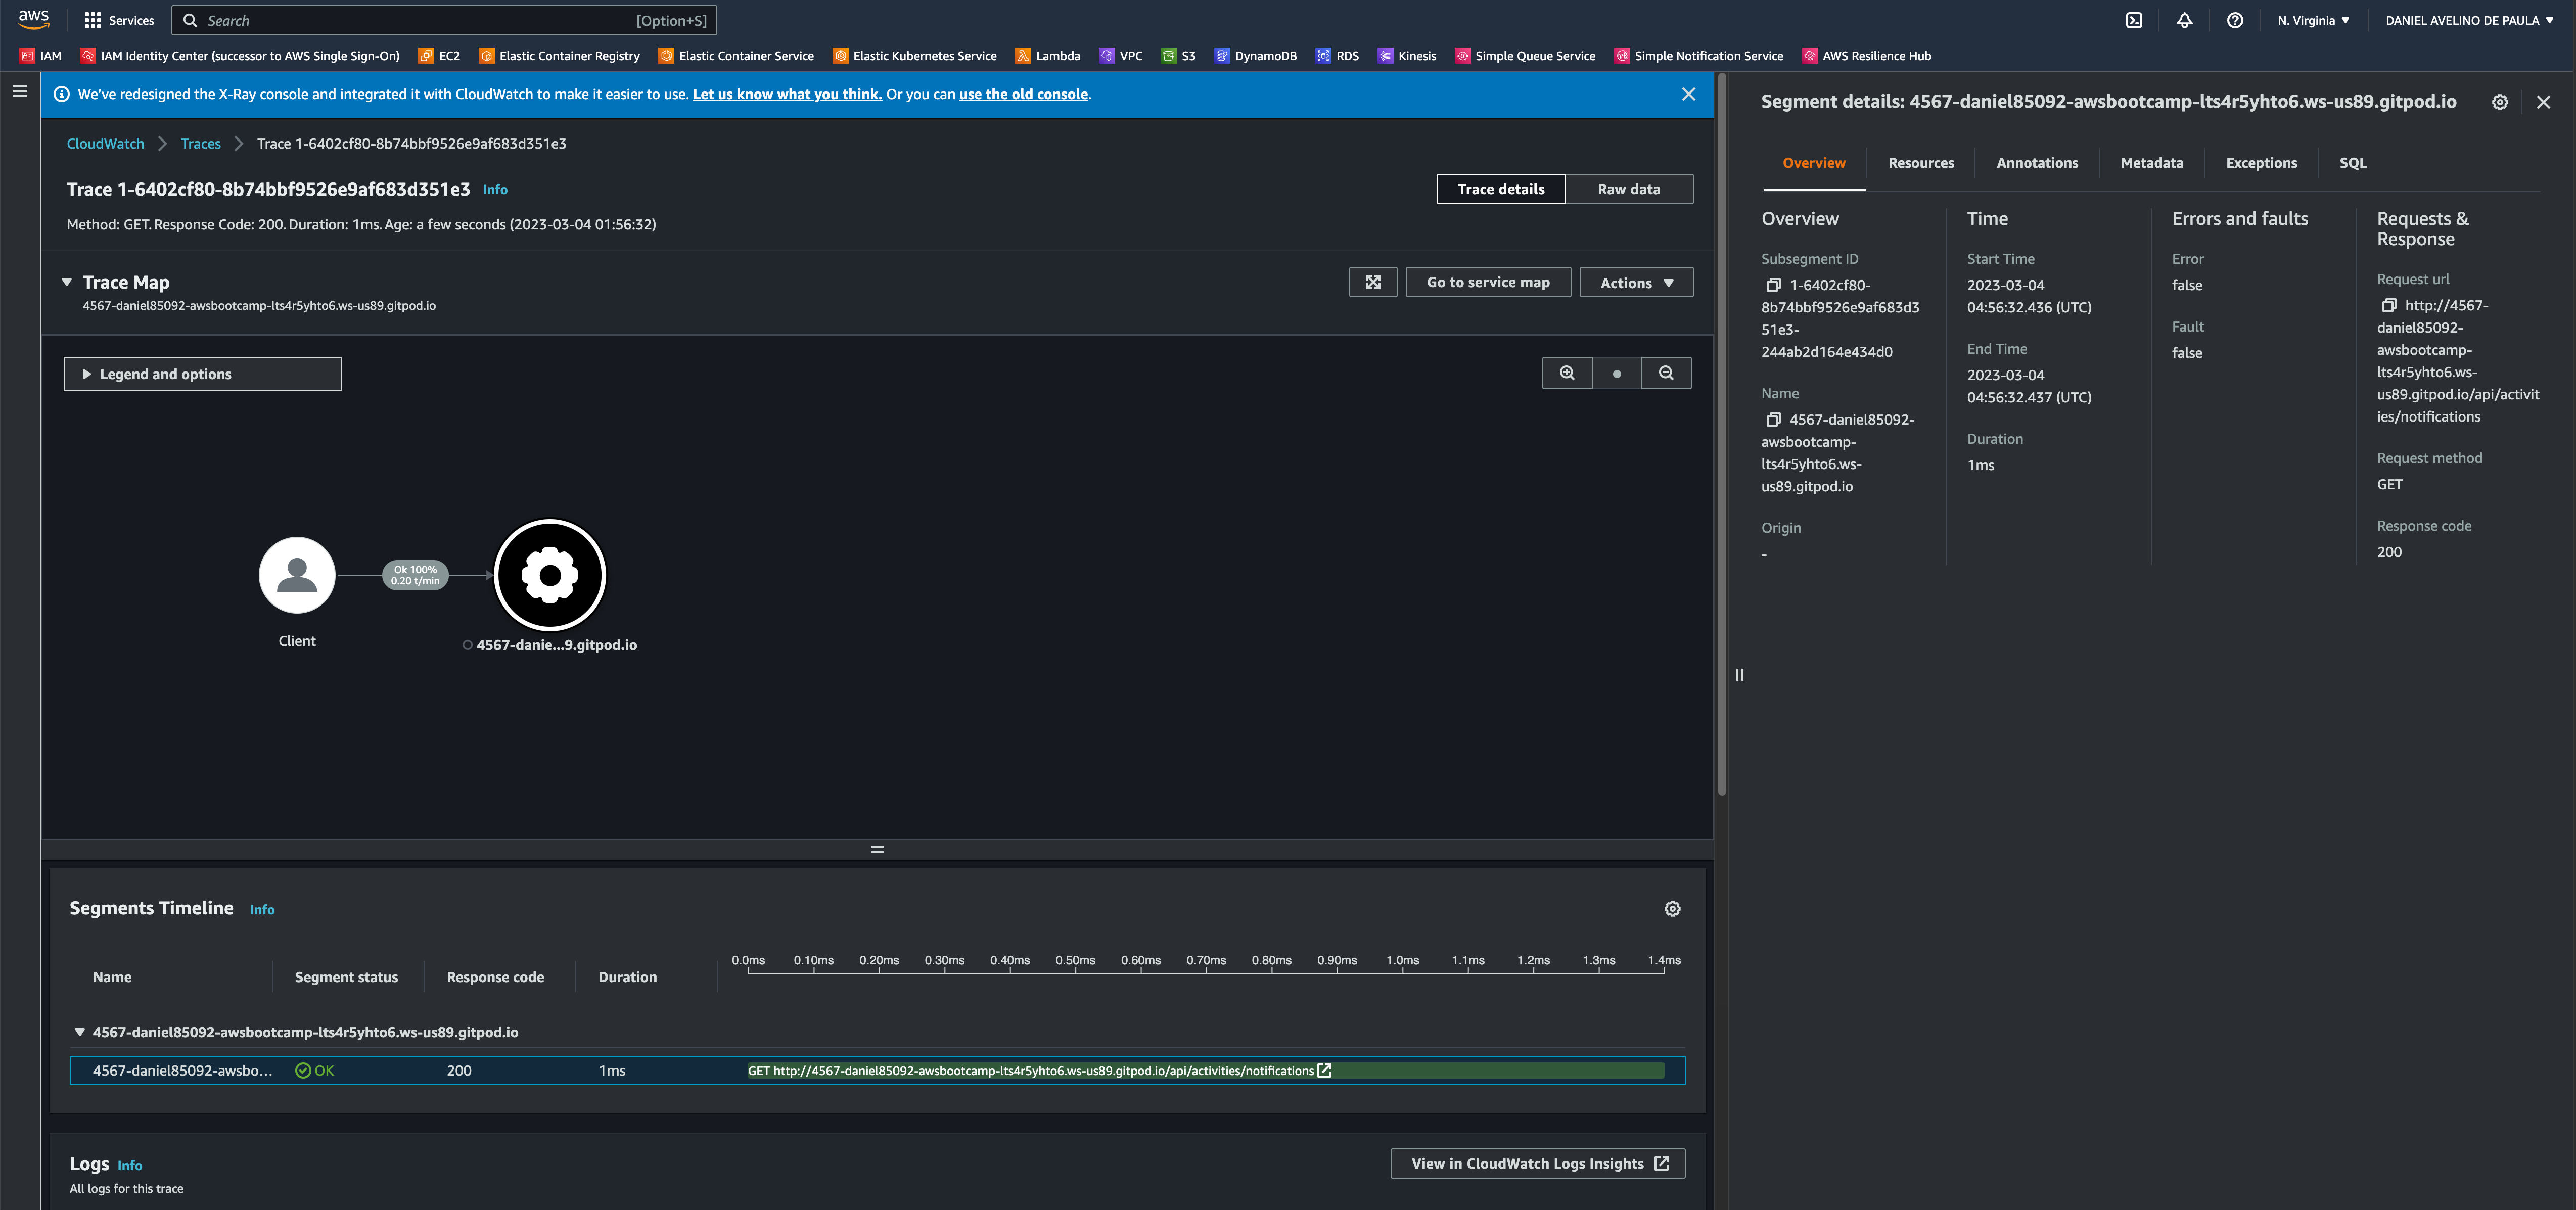 aws
Services
Search
[Option+S]
N. Virginia
DANIEL AVELINO DE PAULA
IAM
IAM Identity Center (successor to AWS Single Sign-On)
EC2
Elastic Container Registry
Elastic Container Service
Elastic Kubernetes Service
Lambda
VPC
S3
DynamoDB
RDS
Kinesis
Simple Queue Service
Simple Notification Service
AWS Resilience Hub
We've redesigned the X-Ray console and integrated it with CloudWatch to make it easier to use. Let us know what you think. Or you can use the old console.
CloudWatch
Traces
Trace 1-6402cf80-8b74bbf9526e9af683d351e3
Trace 1-6402cf80-8b74bbf9526e9af683d351e3 Info
Trace details
Raw data
Method: GET. Response Code: 200. Duration: 1ms. Age: a few seconds (2023-03-04 01:56:32)
Trace Map
4567-daniel85092-awsbootcamp-lts4r5yhto6.ws-us89.gitpod.io
Go to service map
Actions
Legend and options
Ok 100%
0.20 t/min
Client
4567-danie...9.gitpod.io
Segments Timeline Info
Name
Segment status
Response code
Duration
0.0ms
0.10ms
0.20ms
0.30ms
0.40ms
0.50ms
0.60ms
0.70ms
0.80ms
0.90ms
1.0ms
1.1ms
1.2ms
1.3ms
1.4ms
4567-daniel85092-awsbootcamp-lts4r5yhto6.ws-us89.gitpod.io
4567-daniel85092-awsbo...
OK
200
1ms
GET http://4567-daniel85092-awsbootcamp-lts4r5yhto6.ws-us89.gitpod.io/api/activities/notifications
Logs Info
All logs for this trace
View in CloudWatch Logs Insights
Segment details: 4567-daniel85092-awsbootcamp-lts4r5yhto6.ws-us89.gitpod.io
Overview
Resources
Annotations
Metadata
Exceptions
SQL
Overview
Subsegment ID
1-6402cf80-
8b74bbf9526e9af683d3
51e3-
244ab2d164e434d0
Name
4567-daniel85092-
awsbootcamp-
lts4r5yhto6.ws-
us89.gitpod.io
Origin
-
Time
Start Time
2023-03-04
04:56:32.436 (UTC)
End Time
2023-03-04
04:56:32.437 (UTC)
Duration
1ms
Errors and faults
Error
false
Fault
false
Requests &
Response
Request url
http://4567-
daniel85092-
awsbootcamp-
lts4r5yhto6.ws-
us89.gitpod.io/api/activit
ies/notifications
Request method
GET
Response code
200